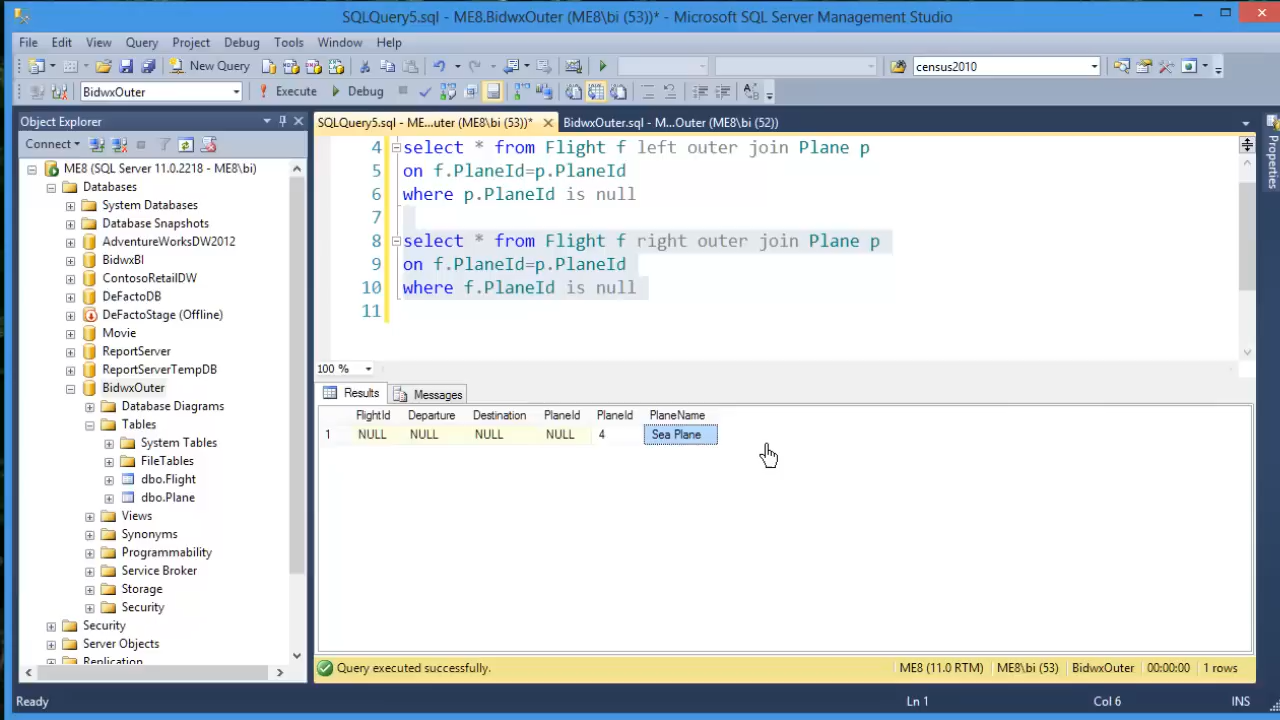 SQLQuery5.sql - ME8.BidwxOuter (ME8\bi (53))* - Microsoft SQL Server Management Studio
File Edit View Query Project Debug Tools Window Help
New Query census2010
BidwxOuter Execute Debug
Object Explorer
SQLQuery5.sql - ME...uter (ME8\bi (53))* BidwxOuter.sql - M...Outer (ME8\bi (52))
Connect
ME8 (SQL Server 11.0.2218 - ME8\bi)
Databases
System Databases
Database Snapshots
AdventureWorksDW2012
BidwxBI
ContosoRetailDW
DeFactoDB
DeFactoStage (Offline)
Movie
ReportServer
ReportServerTempDB
BidwxOuter
Database Diagrams
Tables
System Tables
FileTables
dbo.Flight
dbo.Plane
Views
Synonyms
Programmability
Service Broker
Storage
Security
Security
Server Objects
Replication
4 select * from Flight f left outer join Plane p
5 on f.PlaneId=p.PlaneId
6 where p.PlaneId is null
7
8 select * from Flight f right outer join Plane p
9 on f.PlaneId=p.PlaneId
10 where f.PlaneId is null
11
100 %
Results Messages
FlightId Departure Destination PlaneId PlaneId PlaneName
1 NULL NULL NULL NULL 4 Sea Plane
Properties
Query executed successfully. ME8 (11.0 RTM) ME8\bi (53) BidwxOuter 00:00:00 1 rows
Ready Ln 1 Col 6 INS